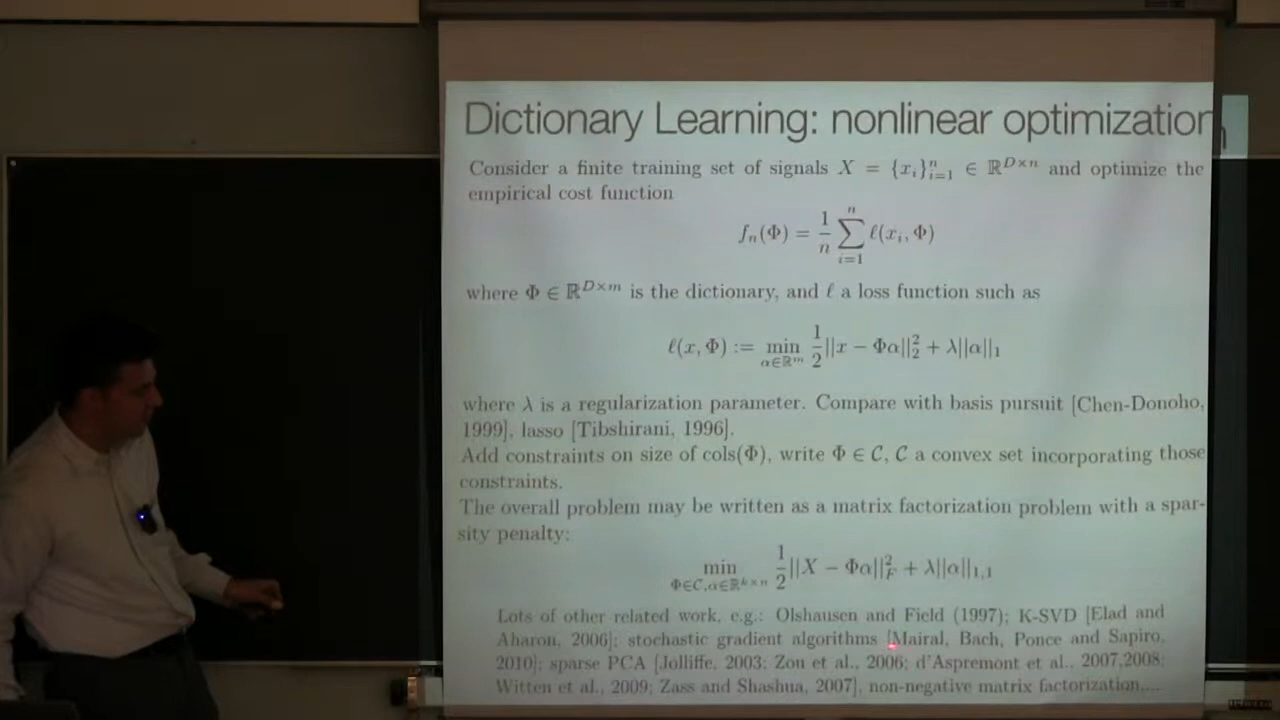 Dictionary Learning: nonlinear optimization
Consider a finite training set of signals X = {x_i}_{i=1}^n ∈ ℝ^{D×n} and optimize the
empirical cost function
f_n(Φ) = 1/n ∑_{i=1}^n ℓ(x_i, Φ)
where Φ ∈ ℝ^{D×m} is the dictionary, and ℓ a loss function such as
ℓ(x, Φ) := min_{α∈ℝ^m} 1/2 ||x − Φα||_2^2 + λ||α||_1
where λ is a regularization parameter. Compare with basis pursuit [Chen-Donoho,
1999], lasso [Tibshirani, 1996].
Add constraints on size of cols(Φ), write Φ ∈ 𝒞, 𝒞 a convex set incorporating those
constraints.
The overall problem may be written as a matrix factorization problem with a spar-
sity penalty:
min_{Φ∈𝒞,α∈ℝ^{k×n}} 1/2 ||X − Φα||_F^2 + λ||α||_{1,1}
Lots of other related work, e.g.: Olshausen and Field (1997); K-SVD [Elad and
Aharon, 2006]; stochastic gradient algorithms [Mairal, Bach, Ponce and Sapiro,
2010]; sparse PCA [Jolliffe, 2003; Zou et al., 2006; d'Aspremont et al., 2007,2008;
Witten et al., 2009; Zass and Shashua, 2007], non-negative matrix factorization,...